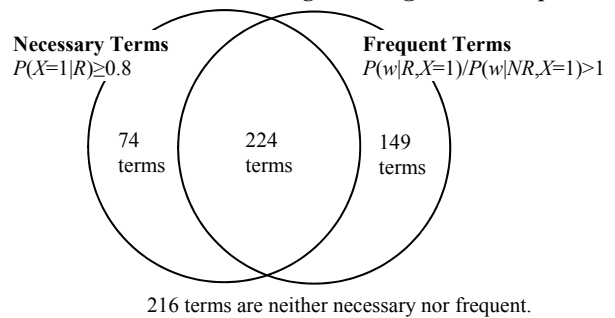 Necessary Terms
P(X=1|R)≥0.8
Frequent Terms
P(w|R,X=1)/P(w|NR,X=1)>1
74
terms
224
terms
149
terms
216 terms are neither necessary nor frequent.